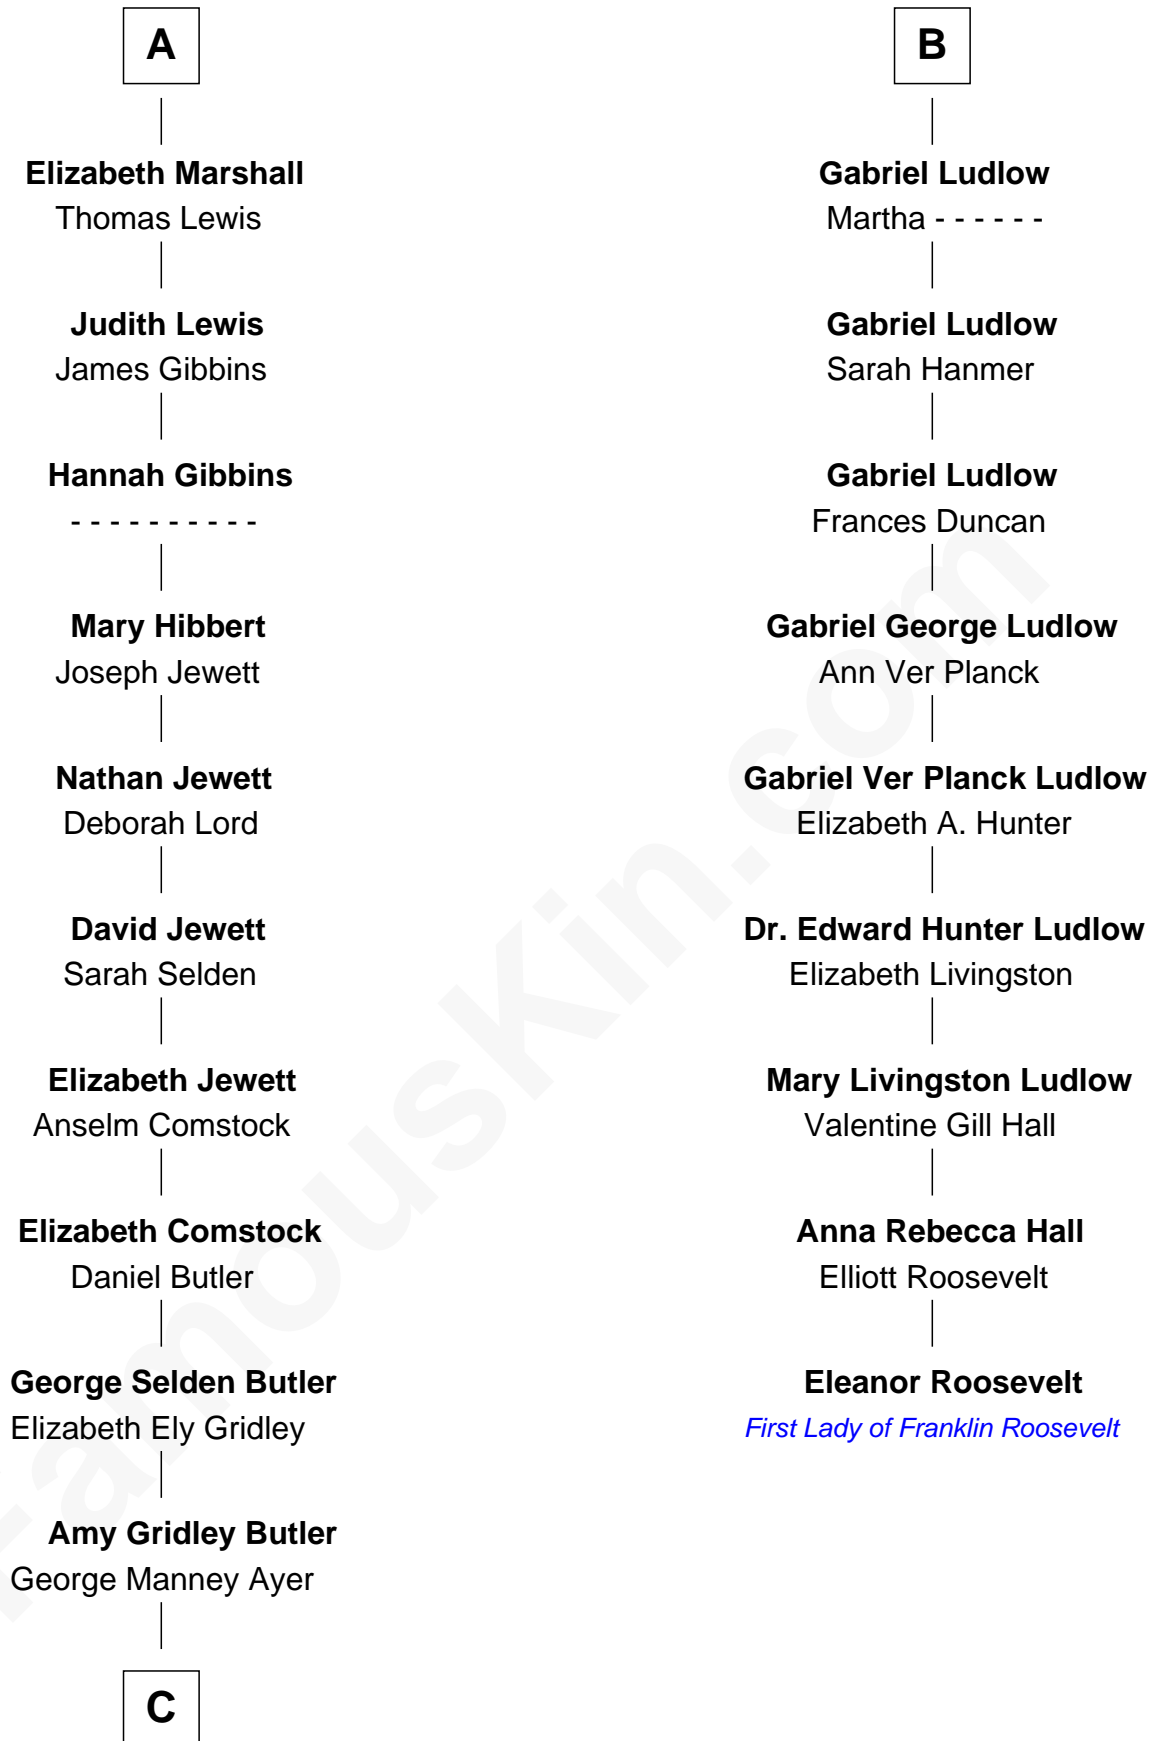 A
Elizabeth Marshall
Thomas Lewis
Judith Lewis
James Gibbins
Hannah Gibbins
- - - - - - - - - -
Mary Hibbert
Joseph Jewett
Nathan Jewett
Deborah Lord
David Jewett
Sarah Selden
Elizabeth Jewett
Anselm Comstock
Elizabeth Comstock
Daniel Butler
George Selden Butler
Elizabeth Ely Gridley
Amy Gridley Butler
George Manney Ayer
C
B
Gabriel Ludlow
Martha - - - - - -
Gabriel Ludlow
Sarah Hanmer
Gabriel Ludlow
Frances Duncan
Gabriel George Ludlow
Ann Ver Planck
Gabriel Ver Planck Ludlow
Elizabeth A. Hunter
Dr. Edward Hunter Ludlow
Elizabeth Livingston
Mary Livingston Ludlow
Valentine Gill Hall
Anna Rebecca Hall
Elliott Roosevelt
Eleanor Roosevelt
First Lady of Franklin Roosevelt
FamousKin.com